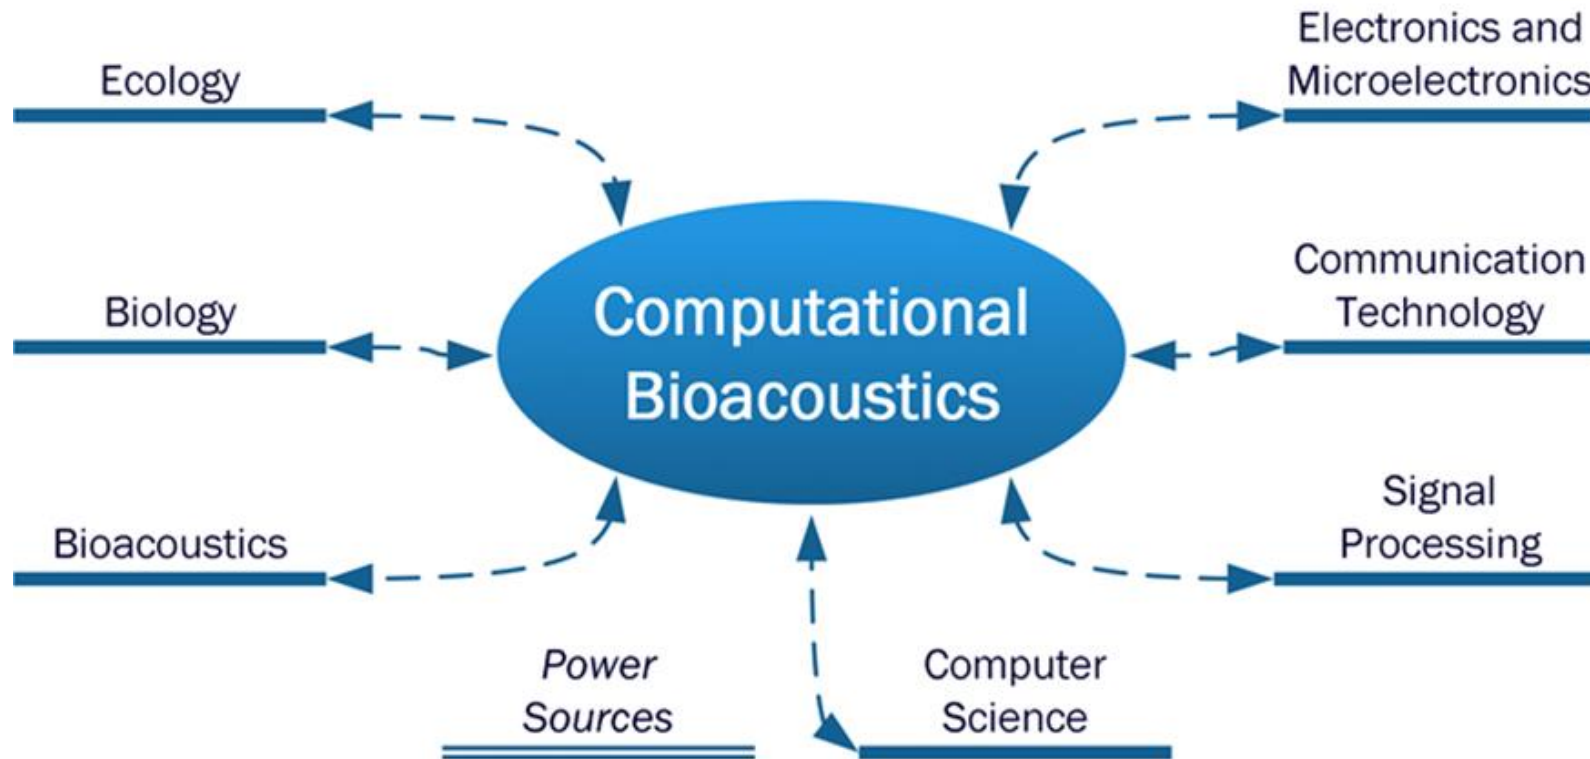 Ecology
Electronics and
Microelectronics
Biology
Computational
Bioacoustics
Communication
Technology
Bioacoustics
Signal
Processing
Power
Sources
Computer
Science